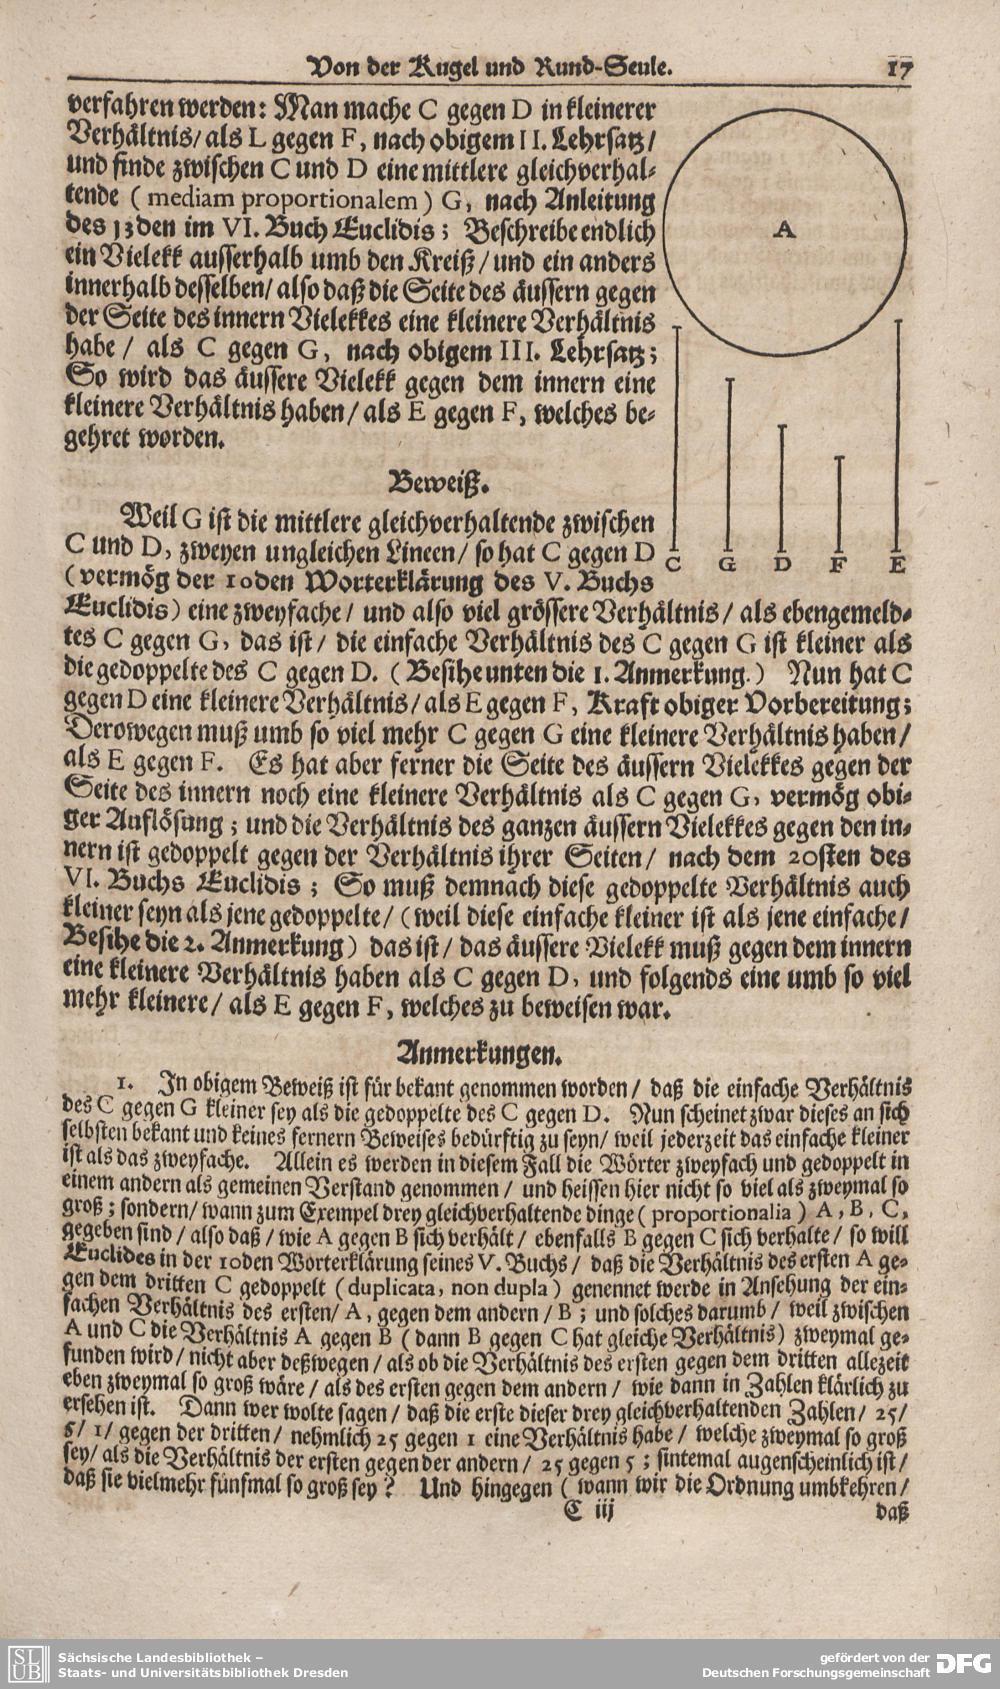 Von der Kugel und Rund-Seule.
17
verfahren werden: Man mache C gegen D in kleinerer
Verhältnis/ als L gegen F, nach obigem II. Lehrsatz/
und finde zwischen C und D eine mittlere gleichverhal-
tende ( mediam proportionalem ) G, nach Anleitung
des 13den im VI. Buch Euclidis; Beschreibe endlich
ein Vielekk ausserhalb umb den Kreiß/ und ein anders
innerhalb desselben/ also daß die Seite des äussern gegen
der Seite des innern Vielekkes eine kleinere Verhältnis
habe / als C gegen G, nach obigem III. Lehrsatz;
So wird das äussere Vielekk gegen dem innern eine
kleinere Verhältnis haben/ als E gegen F, welches be-
gehret worden.
A
C G D F E
Beweiß.
Weil G ist die mittlere gleichverhaltende zwischen
C und D, zweyen ungleichen Lineen/ so hat C gegen D
(vermög der 10den Worterklärung des V. Buchs
Euclidis) eine zweyfache/ und also viel grössere Verhältnis/ als ebengemeld-
tes C gegen G, das ist/ die einfache Verhältnis des C gegen G ist kleiner als
die gedoppelte des C gegen D. (Besihe unten die 1. Anmerkung.) Nun hat C
gegen D eine kleinere Verhältnis/ als E gegen F, Kraft obiger Vorbereitung;
Derowegen muß umb so viel mehr C gegen G eine kleinere Verhältnis haben/
als E gegen F. Es hat aber ferner die Seite des äussern Vielekkes gegen der
Seite des innern noch eine kleinere Verhältnis als C gegen G, vermög obi-
ger Auflösung; und die Verhältnis des ganzen äussern Vielekkes gegen den in-
nern ist gedoppelt gegen der Verhältnis ihrer Seiten/ nach dem 20sten des
VI. Buchs Euclidis; So muß demnach diese gedoppelte Verhältnis auch
kleiner seyn als jene gedoppelte/ (weil diese einfache kleiner ist als jene einfache/
Besihe die 2. Anmerkung) das ist/ das äussere Vielekk muß gegen dem innern
eine kleinere Verhältnis haben als C gegen D, und folgends eine umb so viel
mehr kleinere/ als E gegen F, welches zu beweisen war.
Anmerkungen.
1. In obigem Beweiß ist für bekant genommen worden/ daß die einfache Verhältnis
des C gegen G kleiner sey als die gedoppelte des C gegen D. Nun scheinet zwar dieses an sich
selbsten bekant und keines fernern Beweises bedürftig zu seyn/ weil jederzeit das einfache kleiner
ist als das zweyfache. Allein es werden in diesem Fall die Wörter zweyfach und gedoppelt in
einem andern als gemeinen Verstand genommen/ und heissen hier nicht so viel als zweymal so
groß; sondern/ wann zum Exempel drey gleichverhaltende dinge ( proportionalia ) A, B, C,
gegeben sind/ also daß/ wie A gegen B sich verhält/ ebenfalls B gegen C sich verhalte/ so will
Euclides in der 10den Worterklärung seines V. Buchs/ daß die Verhältnis des ersten A ge-
gen dem dritten C gedoppelt (duplicata, non dupla) genennet werde in Ansehung der ein-
fachen Verhältnis des ersten/ A, gegen dem andern/ B; und solches darumb/ weil zwischen
A und C die Verhältnis A gegen B (dann B gegen C hat gleiche Verhältnis) zweymal ge-
funden wird/ nicht aber deßwegen/ als ob die Verhältnis des ersten gegen dem dritten allezeit
eben zweymal so groß wäre/ als des ersten gegen dem andern/ wie dann in Zahlen klärlich zu
ersehen ist. Dann wer wolte sagen/ daß die erste dieser drey gleichverhaltenden Zahlen/ 25/
5/ 1/ gegen der dritten/ nehmlich 25 gegen 1 eine Verhältnis habe/ welche zweymal so groß
sey/ als die Verhältnis der ersten gegen der andern/ 25 gegen 5; sintemal augenscheinlich ist/
daß sie vielmehr fünfmal so groß sey? Und hingegen (wann wir die Ordnung umbkehren/
C iij
daß
SLUB
Sächsische Landesbibliothek –
Staats- und Universitätsbibliothek Dresden
gefördert von der
Deutschen Forschungsgemeinschaft
DFG